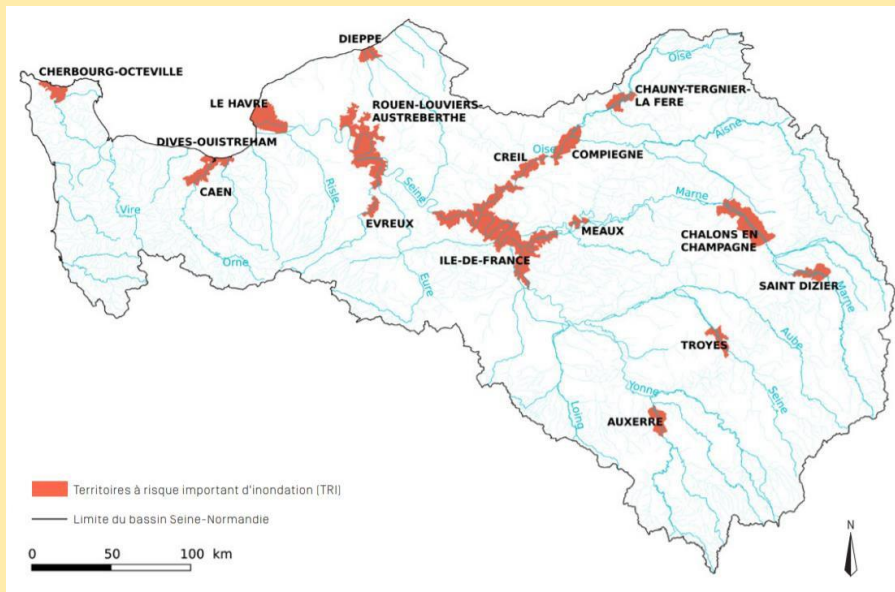 DIEPPE
CHERBOURG-OCTEVILLE
LE HAVRE
ROUEN-LOUVIERS-
AUSTREBERTHE
CHAUNY-TERGNIER-
LA FERE
Oise
Aisne
DIVES-OUISTREHAM
CAEN
CREIL
Oise
COMPIEGNE
Vire
Risle
Seine
Marne
EVREUX
MEAUX
CHALONS EN
CHAMPAGNE
Orne
Eure
ILE-DE-FRANCE
SAINT DIZIER
Marne
TROYES
Aube
Yonne
Seine
Loing
AUXERRE
Territoires à risque important d'inondation (TRI)
Limite du bassin Seine-Normandie
0 50 100 km
N